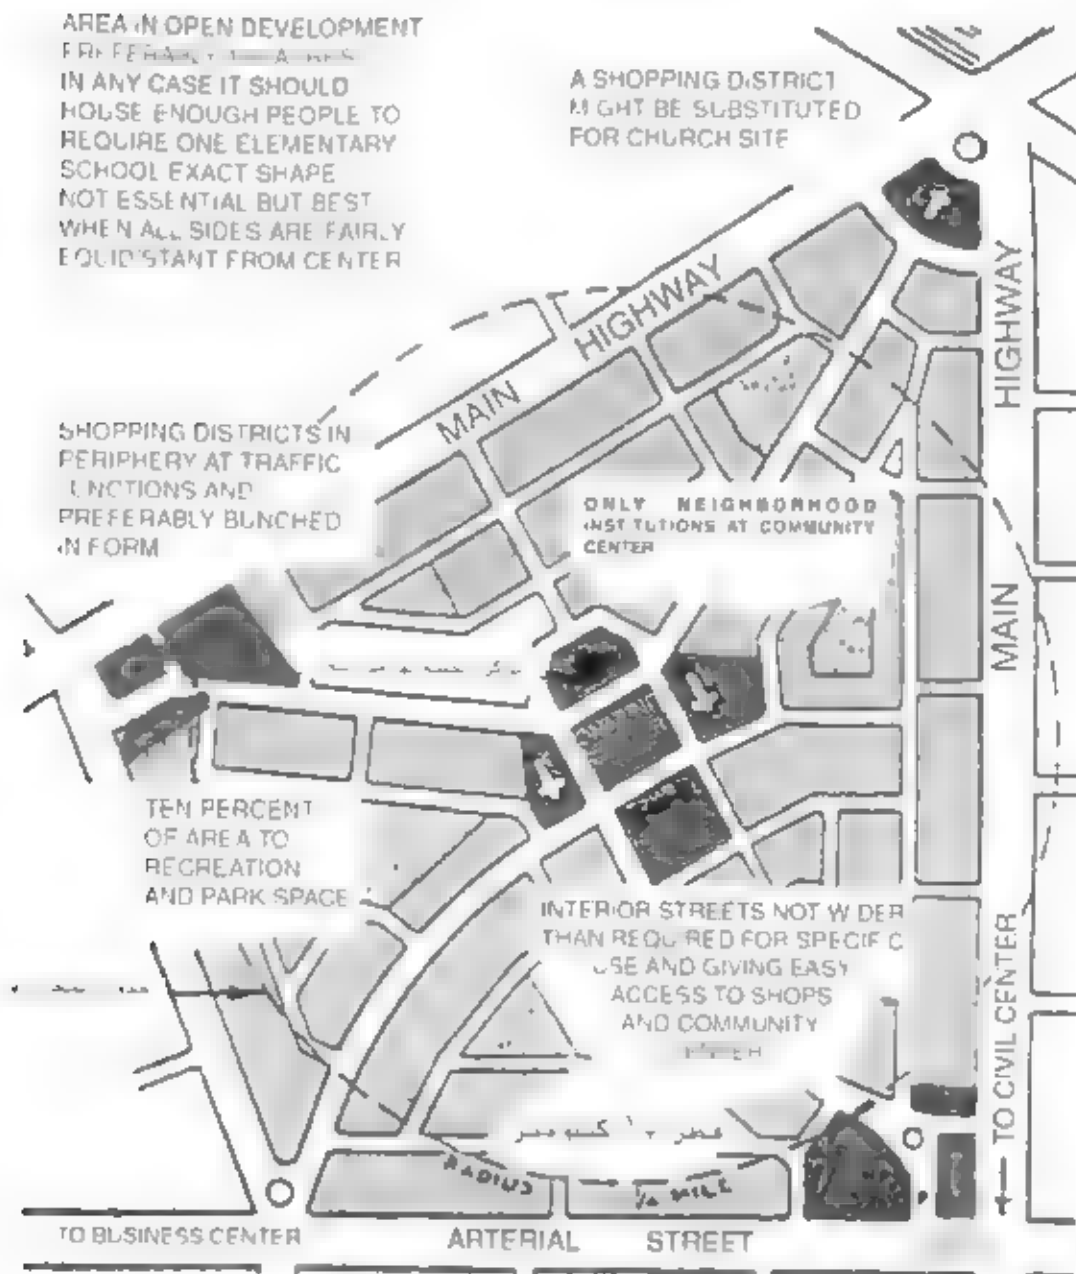 AREA IN OPEN DEVELOPMENT
IN ANY CASE IT SHOULD
HOUSE ENOUGH PEOPLE TO
REQUIRE ONE ELEMENTARY
SCHOOL EXACT SHAPE
NOT ESSENTIAL BUT BEST
WHEN ALL SIDES ARE FAIRLY
EQUIDISTANT FROM CENTER
A SHOPPING DISTRICT
MIGHT BE SUBSTITUTED
FOR CHURCH SITE
MAIN HIGHWAY
HIGHWAY
MAIN
SHOPPING DISTRICTS IN
PERIPHERY AT TRAFFIC
AND
PREFERABLY BUNCHED
IN FORM
ONLY NEIGHBORHOOD
INSTITUTIONS AT COMMUNITY
CENTER
TEN PERCENT
OF AREA TO
RECREATION
AND PARK SPACE
INTERIOR STREETS NOT WIDER
THAN REQUIRED FOR SPECIFIC
USE AND GIVING EASY
ACCESS TO SHOPS
AND COMMUNITY
TO CIVIL CENTER
RADIUS 1/4 MILE
TO BUSINESS CENTER
ARTERIAL STREET